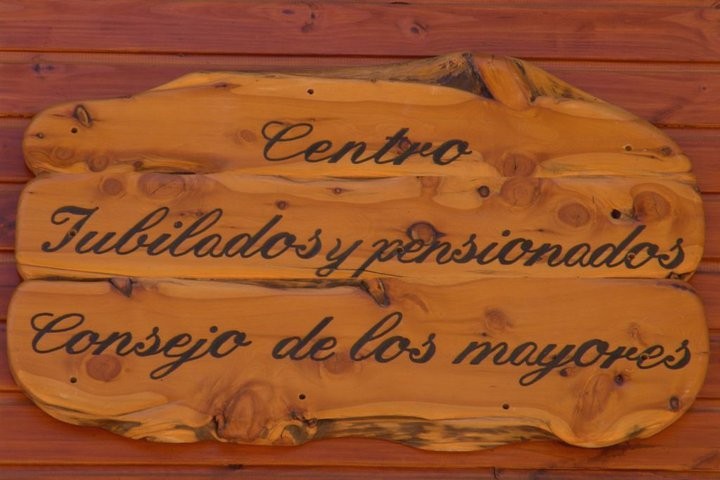 Centro
Jubilados y pensionados
Consejo de los mayores